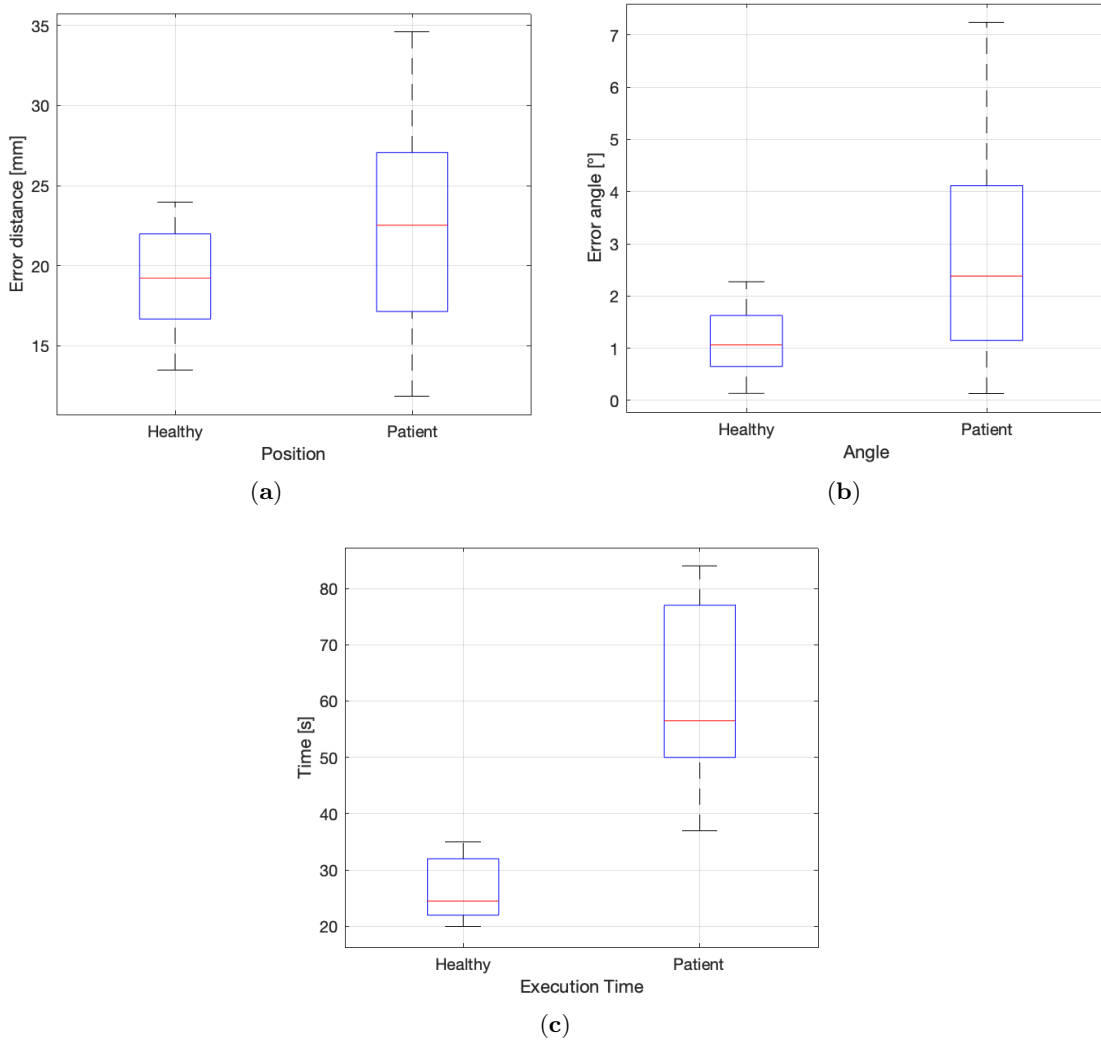 35
30
25
20
15
Error distance [mm]
Healthy Patient
Position
(a)
7
6
5
4
3
2
1
0
Error angle [°]
Healthy Patient
Angle
(b)
80
70
60
50
40
30
20
Time [s]
Healthy Patient
Execution Time
(c)